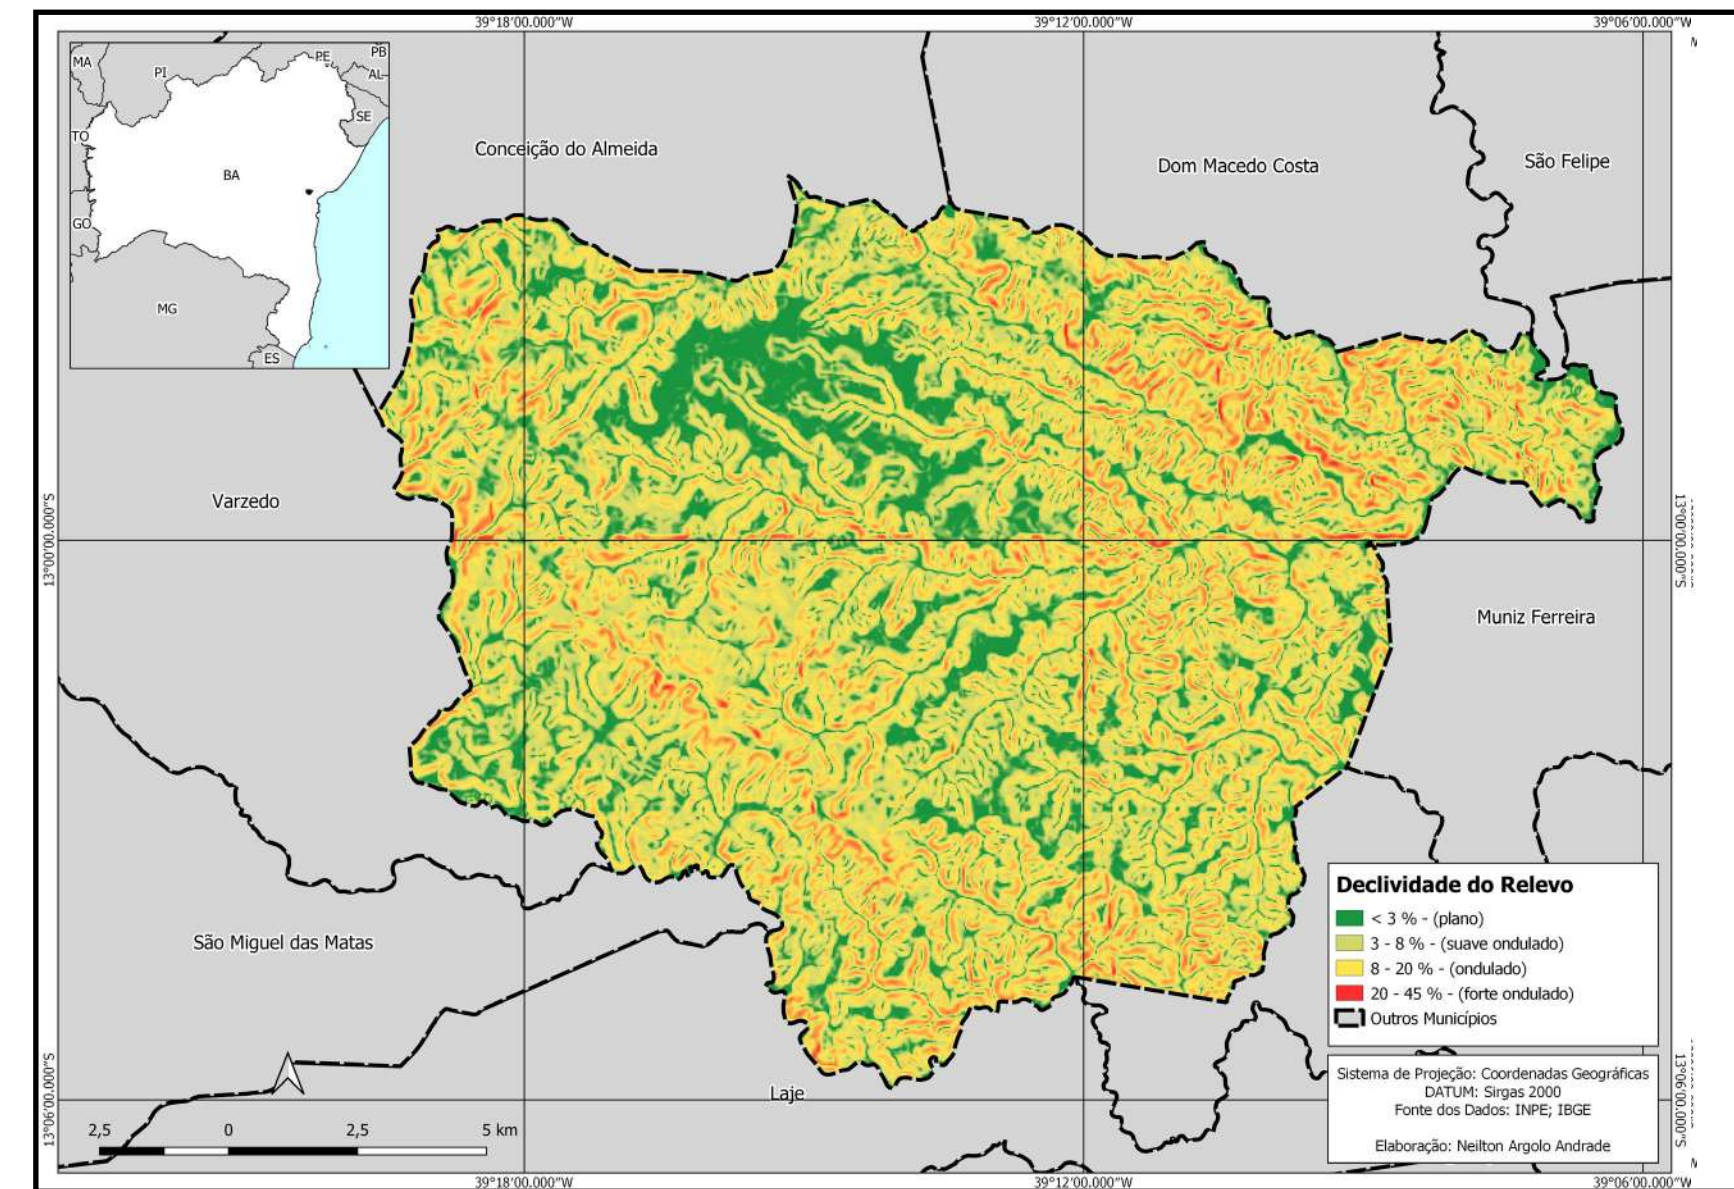 39°18'00.000"W
39°12'00.000"W
39°06'00.000"W
MA
PI
PE
PB
AL
SE
TO
BA
GO
MG
ES
Conceição do Almeida
Dom Macedo Costa
São Felipe
Varzedo
13°00'00.000"S
13°00'00.000"S
Muniz Ferreira
São Miguel das Matas
Laje
Declividade do Relevo
< 3 % - (plano)
3 - 8 % - (suave ondulado)
8 - 20 % - (ondulado)
20 - 45 % - (forte ondulado)
Outros Municípios
Sistema de Projeção: Coordenadas Geográficas
DATUM: Sirgas 2000
Fonte dos Dados: INPE; IBGE
Elaboração: Neilton Argolo Andrade
13°06'00.000"S
13°06'00.000"S
2,5 0 2,5 5 km
39°18'00.000"W
39°12'00.000"W
39°06'00.000"W